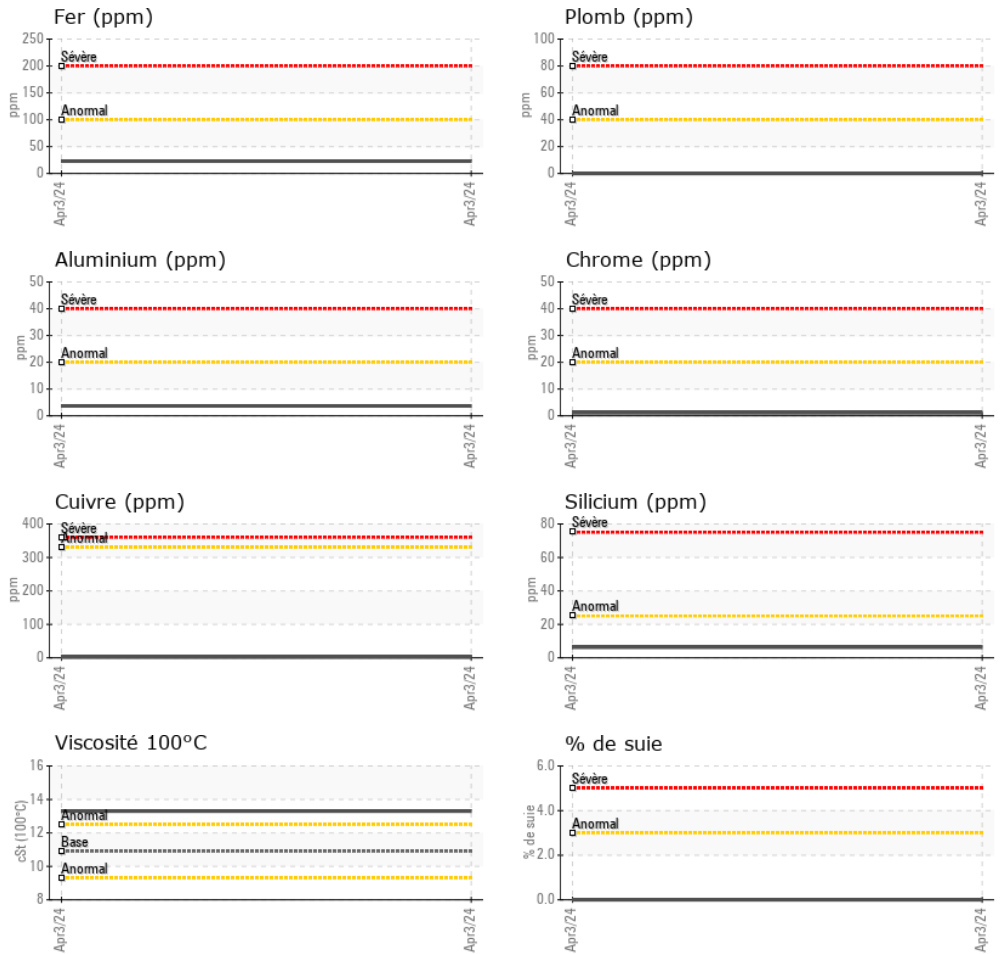 Fer (ppm)
250
200
150
100
50
0
ppm
Sévère
Anormal
Apr3/24
Apr3/24
Plomb (ppm)
100
80
60
40
20
0
ppm
Sévère
Anormal
Apr3/24
Apr3/24
Aluminium (ppm)
50
40
30
20
10
0
ppm
Sévère
Anormal
Apr3/24
Apr3/24
Chrome (ppm)
50
40
30
20
10
0
ppm
Sévère
Anormal
Apr3/24
Apr3/24
Cuivre (ppm)
400
300
200
100
0
ppm
Sévère
Anormal
Apr3/24
Apr3/24
Silicium (ppm)
80
60
40
20
0
ppm
Sévère
Anormal
Apr3/24
Apr3/24
Viscosité 100°C
16
14
12
10
8
cSt (100°C)
Anormal
Base
Anormal
Apr3/24
Apr3/24
% de suie
6.0
4.0
2.0
0.0
% de suie
Sévère
Anormal
Apr3/24
Apr3/24